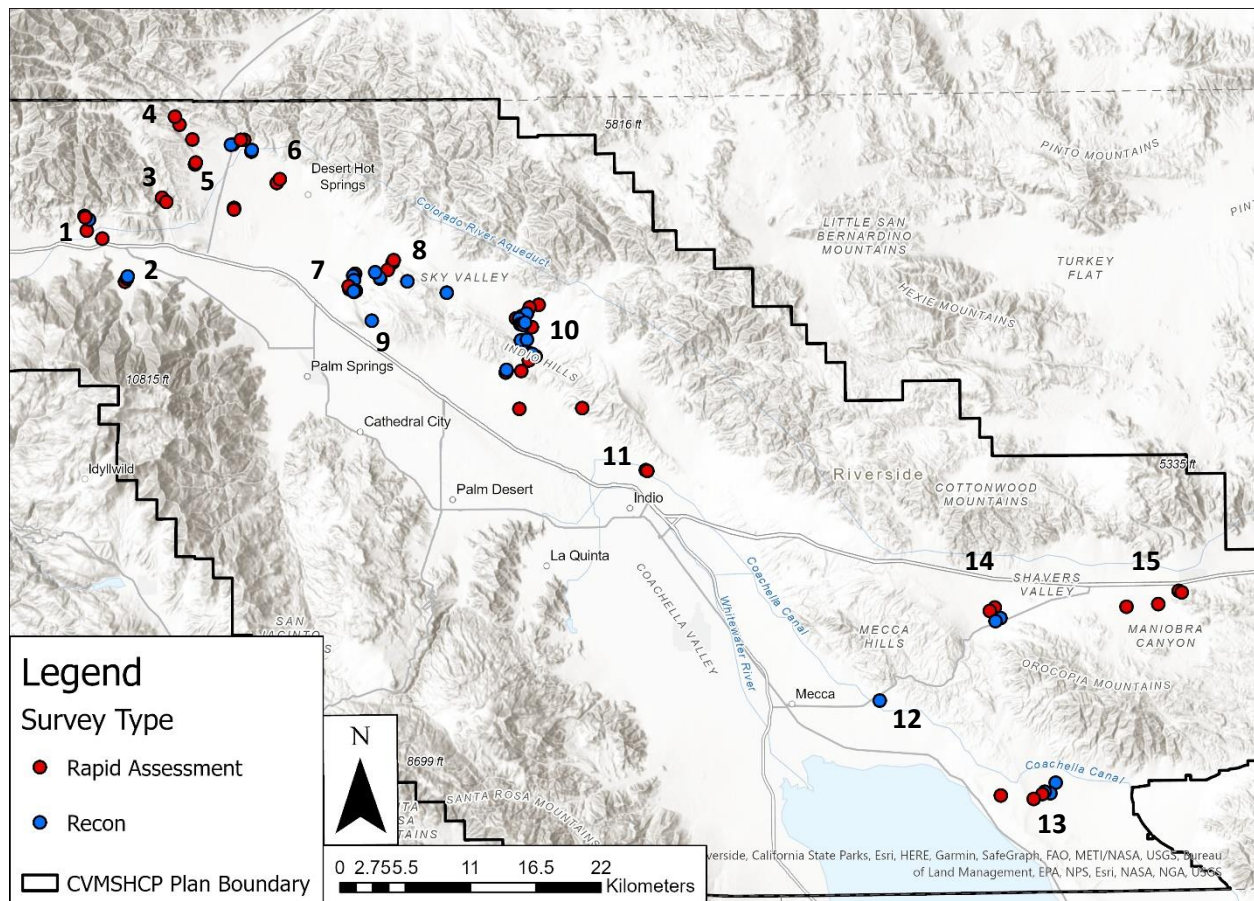 4
5816 ft
PINTO MOUNTAINS
6
5
Desert Hot
Springs
3
Colorado River Aqueduct
LITTLE SAN
BERNARDINO
MOUNTAINS
1
TURKEY
FLAT
8
2
7
SKY VALLEY
HEXIE MOUNTAINS
10
9
INDIO HILLS
Palm Springs
10815 ft
Cathedral City
Idyllwild
11
Riverside
5335 ft
COTTONWOOD
MOUNTAINS
Palm Desert
Indio
La Quinta
14
15
SHAVERS
VALLEY
COACHELLA VALLEY
Coachella Canal
Whitewater River
MECCA
HILLS
MANIOBRA
CANYON
OROCOPIA MOUNTAINS
SAN
Mecca
12
Coachella Canal
13
8699 ft
SANTA ROSA MOUNTAINS
Legend
Survey Type
Rapid Assessment
Recon
CVMSHCP Plan Boundary
N
0 2.75 5.5 11 16.5 22
Kilometers
verside, California State Parks, Esri, HERE, Garmin, SafeGraph, FAO, METI/NASA, USGS, Bureau
of Land Management, EPA, NPS, Esri, NASA, NGA, USGS